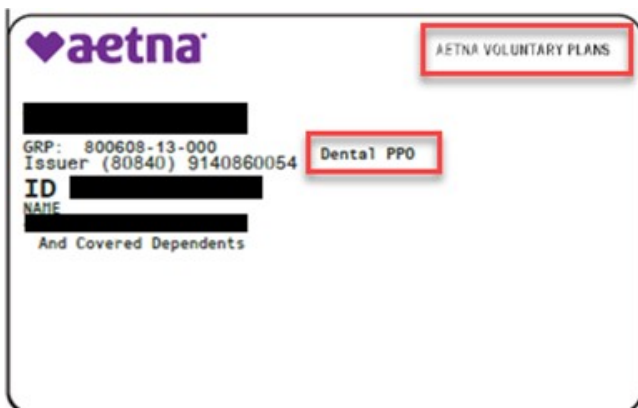 aetna
AETNA VOLUNTARY PLANS
GRP: 800608-13-000
Issuer (80840) 9140860054
Dental PPO
ID
NAME
And Covered Dependents